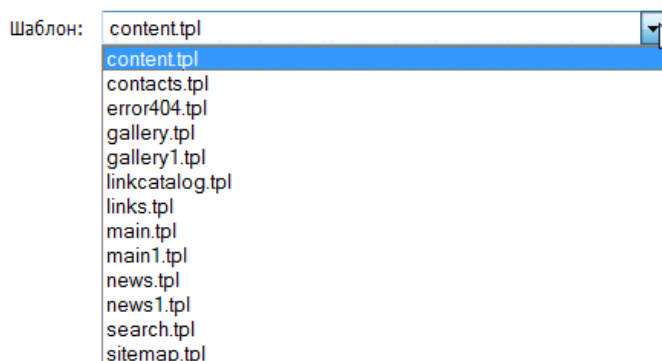 Шаблон: content.tpl
content.tpl
contacts.tpl
error404.tpl
gallery.tpl
gallery1.tpl
linkcatalog.tpl
links.tpl
main.tpl
main1.tpl
news.tpl
news1.tpl
search.tpl
sitemap.tpl